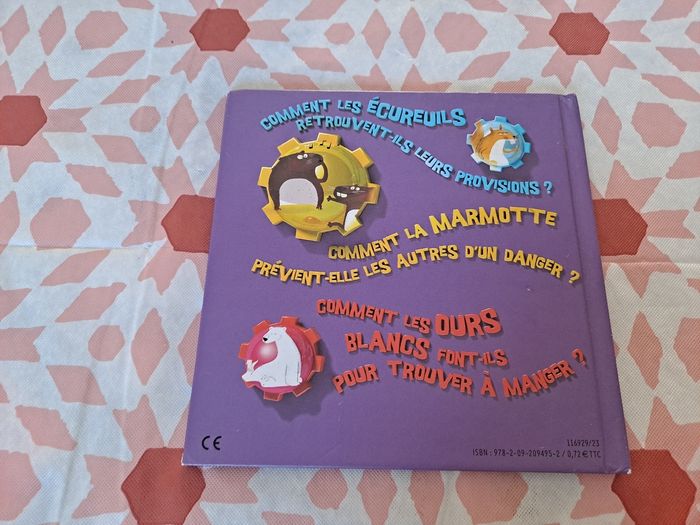 COMMENT LES ÉCUREUILS
RETROUVENT-ILS LEURS PROVISIONS ?
COMMENT LA MARMOTTE
PRÉVIENT-ELLE LES AUTRES D'UN DANGER ?
COMMENT LES OURS
BLANCS FONT-ILS
POUR TROUVER À MANGER ?
CE
116929/23
ISBN : 978-2-09-209495-2 / 0,72 € TTC